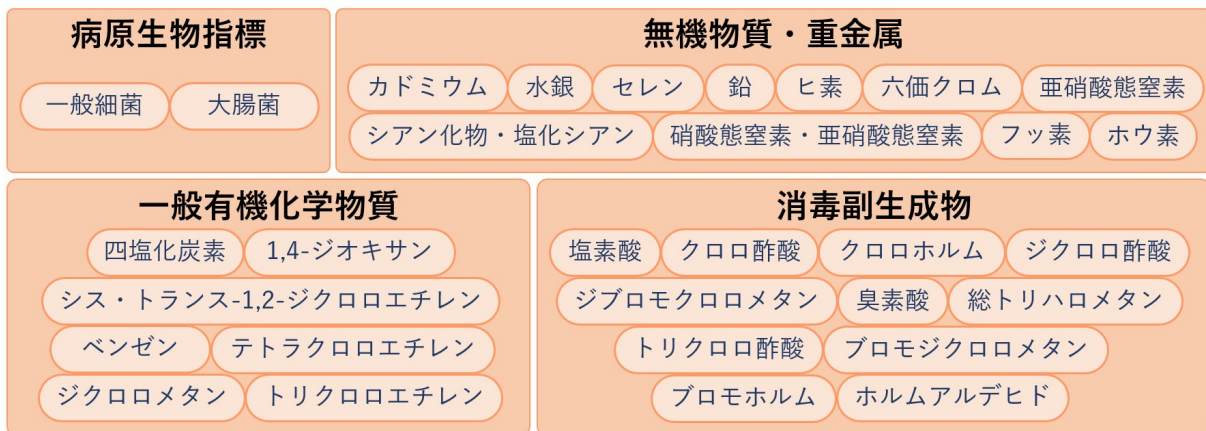 病原生物指標
一般細菌 大腸菌
無機物質・重金属
カドミウム 水銀 セレン 鉛 ヒ素 六価クロム 亜硝酸態窒素
シアン化物・塩化シアン 硝酸態窒素・亜硝酸態窒素 フッ素 ホウ素
一般有機化学物質
四塩化炭素 1,4-ジオキサン
シス・トランス-1,2-ジクロロエチレン
ベンゼン テトラクロロエチレン
ジクロロメタン トリクロロエチレン
消毒副生成物
塩素酸 クロロ酢酸 クロロホルム ジクロロ酢酸
ジブロモクロロメタン 臭素酸 総トリハロメタン
トリクロロ酢酸 ブロモジクロロメタン
ブロモホルム ホルムアルデヒド